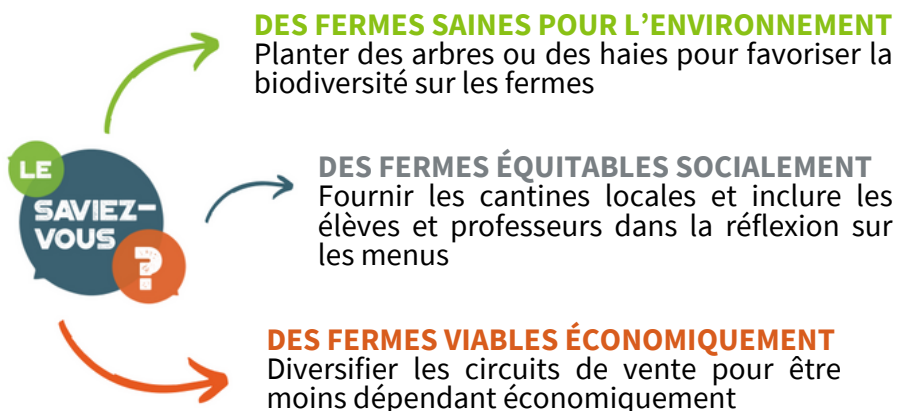 DES FERMES SAINES POUR L'ENVIRONNEMENT
Planter des arbres ou des haies pour favoriser la
biodiversité sur les fermes
LE
SAVIEZ-
VOUS
?
DES FERMES ÉQUITABLES SOCIALEMENT
Fournir les cantines locales et inclure les
élèves et professeurs dans la réflexion sur
les menus
DES FERMES VIABLES ÉCONOMIQUEMENT
Diversifier les circuits de vente pour être
moins dépendant économiquement